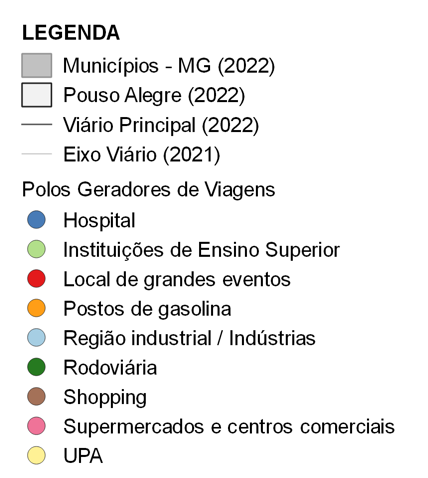 LEGENDA
Municípios - MG (2022)
Pouso Alegre (2022)
Viário Principal (2022)
Eixo Viário (2021)
Polos Geradores de Viagens
Hospital
Instituições de Ensino Superior
Local de grandes eventos
Postos de gasolina
Região industrial / Indústrias
Rodoviária
Shopping
Supermercados e centros comerciais
UPA